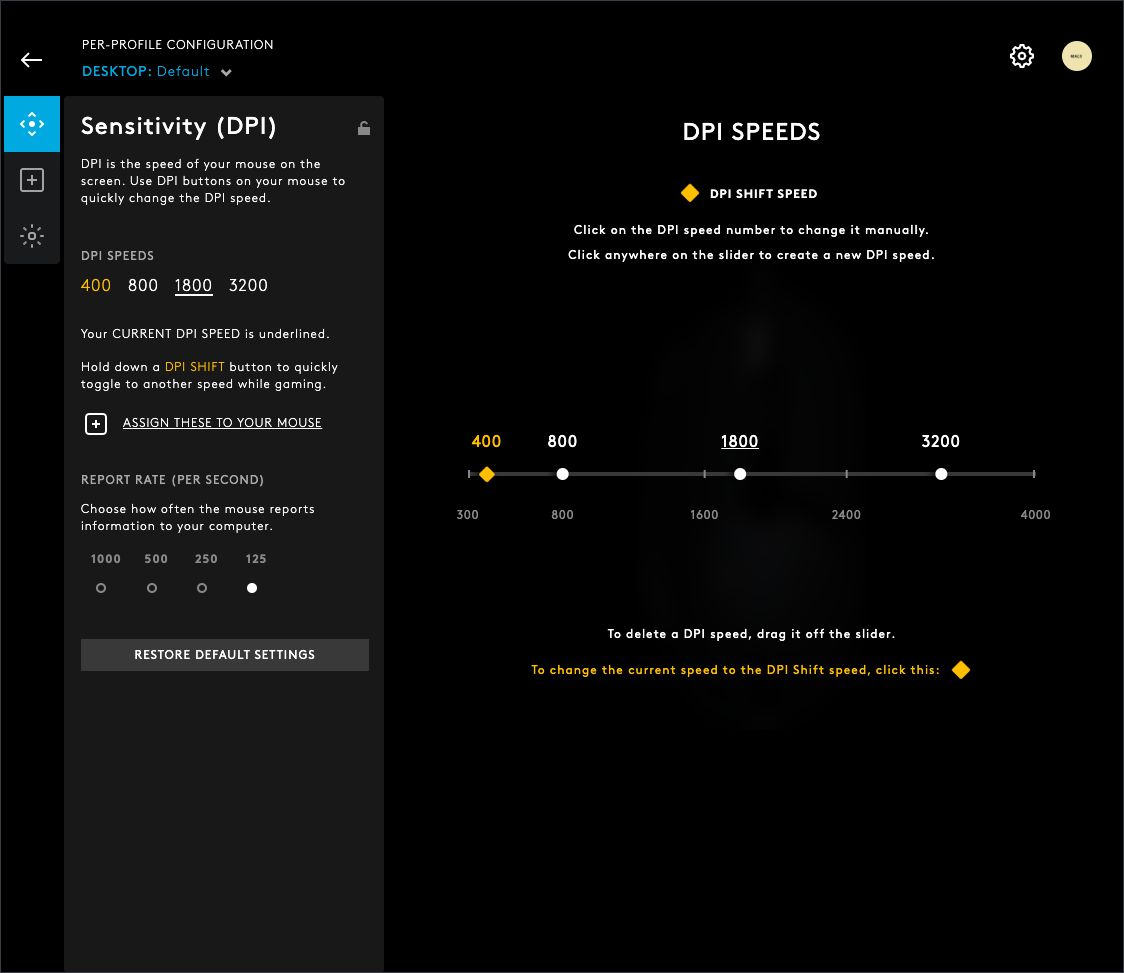 PER-PROFILE CONFIGURATION
DESKTOP: Default
Sensitivity (DPI)
DPI is the speed of your mouse on the
screen. Use DPI buttons on your mouse to
quickly change the DPI speed.
DPI SPEEDS
400 800 1800 3200
Your CURRENT DPI SPEED is underlined.
Hold down a DPI SHIFT button to quickly
toggle to another speed while gaming.
ASSIGN THESE TO YOUR MOUSE
REPORT RATE (PER SECOND)
Choose how often the mouse reports
information to your computer.
1000 500 250 125
RESTORE DEFAULT SETTINGS
DPI SPEEDS
DPI SHIFT SPEED
Click on the DPI speed number to change it manually.
Click anywhere on the slider to create a new DPI speed.
400 800 1800 3200
300 800 1600 2400 4000
To delete a DPI speed, drag it off the slider.
To change the current speed to the DPI Shift speed, click this: